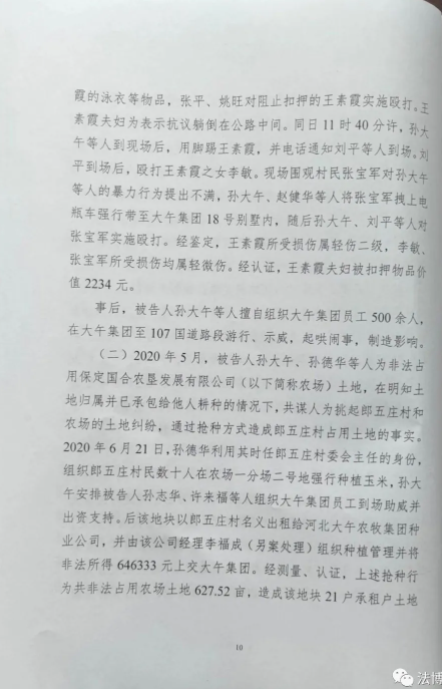 霞的泳衣等物品，张平、姚旺对阻止扣押的王素霞实施殴打。王
素霞夫妇为表示抗议躺倒在公路中间。同日 11 时 40 分许，孙大
午等人到现场后，用脚踢王素霞，并电话通知刘平等人到场。刘
平到场后，殴打王素霞之女李敏。现场围观村民张宝军对孙大午
等人的暴力行为提出不满，孙大午、赵健华等人将张宝军拽上电
瓶车强行带至大午集团 18 号别墅内，随后孙大午、刘平等人对
张宝军实施殴打。经鉴定，王素霞所受损伤属轻伤二级，李敏、
张宝军所受损伤均属轻微伤。经认证，王素霞夫妇被扣押物品价
值 2234 元。
事后，被告人孙大午等人擅自组织大午集团员工 500 余人，
在大午集团至 107 国道路段游行、示威，起哄闹事，制造影响。
（二）2020 年 5 月，被告人孙大午、孙德华等人为非法占
用保定国合农垦发展有限公司（以下简称农场）土地，在明知土
地归属并已承包给他人耕种的情况下，共谋人为挑起郎五庄村和
农场的土地纠纷，通过抢种方式造成郎五庄村占用土地的事实。
2020 年 6 月 21 日，孙德华利用其时任郎五庄村委会主任的身份，
组织郎五庄村民数十人在农场一分场二号地强行种植玉米，孙大
午安排被告人孙志华、许来福等人组织大午集团员工到场助威并
出资支持。后该地块以郎五庄村名义出租给河北大午农牧集团种
业公司，并由该公司经理李福成（另案处理）组织种植管理并将
非法所得 646333 元上交大午集团。经测量、认证，上述抢种行
为共非法占用农场土地 627.52 亩，造成该地块 21 户承租户土地
10
法博